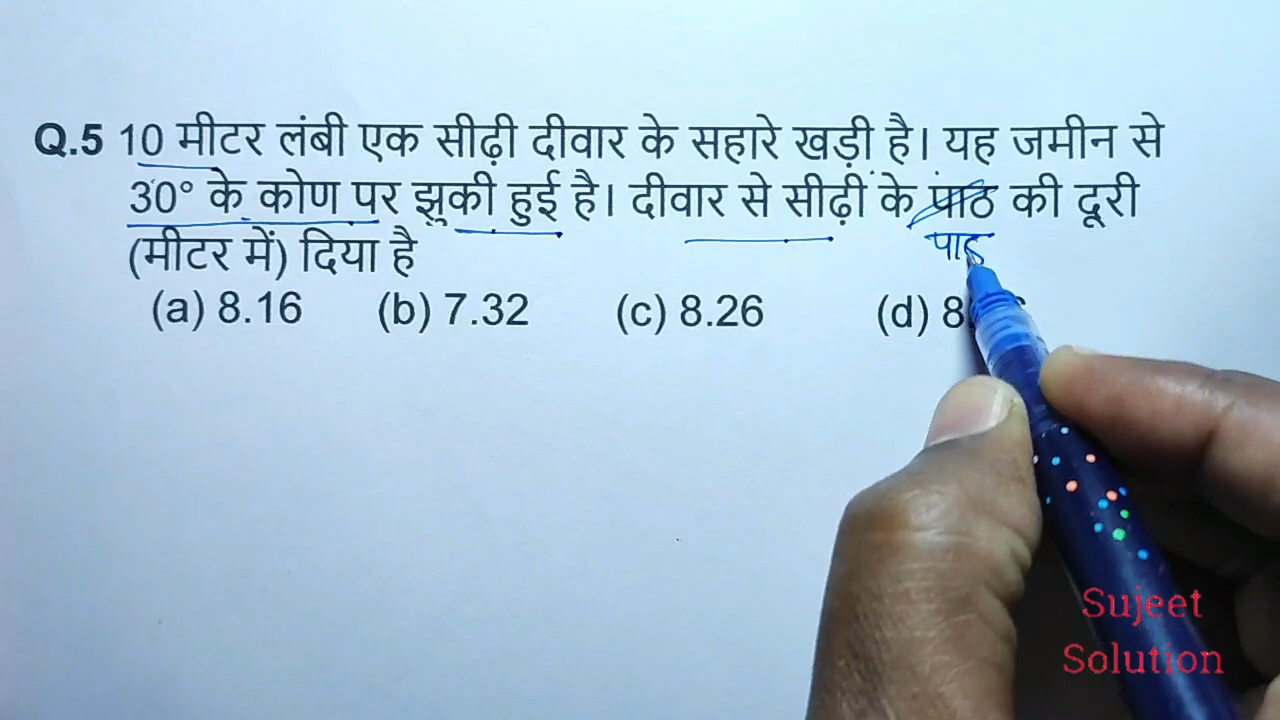 Q.5 10 मीटर लंबी एक सीढ़ी दीवार के सहारे खड़ी है। यह जमीन से
30° के कोण पर झुकी हुई है। दीवार से सीढ़ी के पाठ की दूरी
पाद
(मीटर में) दिया है
(a) 8.16 (b) 7.32 (c) 8.26 (d) 8
Sujeet
Solution